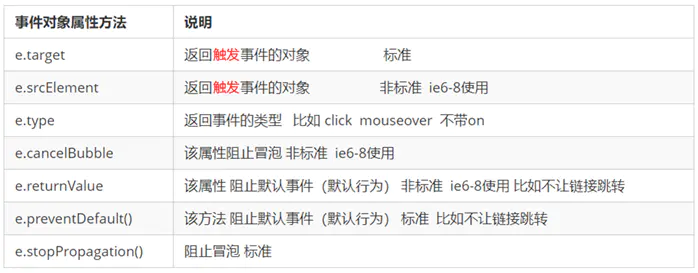 事件对象属性方法 说明
e.target 返回触发事件的对象 标准
e.srcElement 返回触发事件的对象 非标准 ie6-8使用
e.type 返回事件的类型 比如 click mouseover 不带on
e.cancelBubble 该属性阻止冒泡 非标准 ie6-8使用
e.returnValue 该属性 阻止默认事件（默认行为） 非标准 ie6-8使用 比如不让链接跳转
e.preventDefault() 该方法 阻止默认事件（默认行为） 标准 比如不让链接跳转
e.stopPropagation() 阻止冒泡 标准